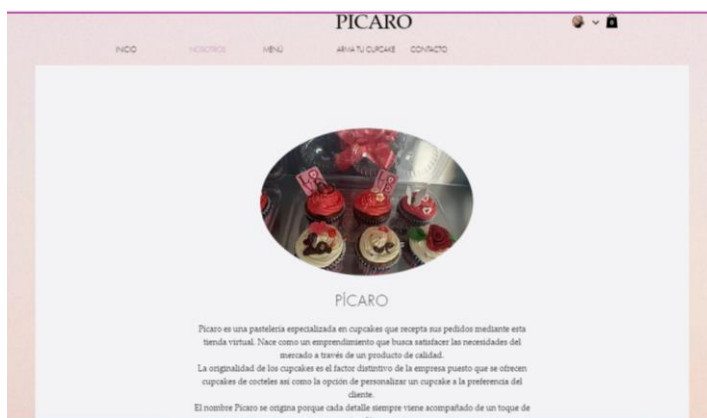 PICARO
0
INICIO NOSOTROS MENÚ ARMA TU CUPCAKE CONTACTO
PÍCARO
Pícaro es una pastelería especializada en cupcakes que recepta sus pedidos mediante esta
tienda virtual. Nace como un emprendimiento que busca satisfacer las necesidades del
mercado a través de un producto de calidad.
La originalidad de los cupcakes es el factor distintivo de la empresa puesto que se ofrecen
cupcakes de cocteles así como la opción de personalizar un cupcake a la preferencia del
cliente.
El nombre Pícaro se origina porque cada detalle siempre viene acompañado de un toque de